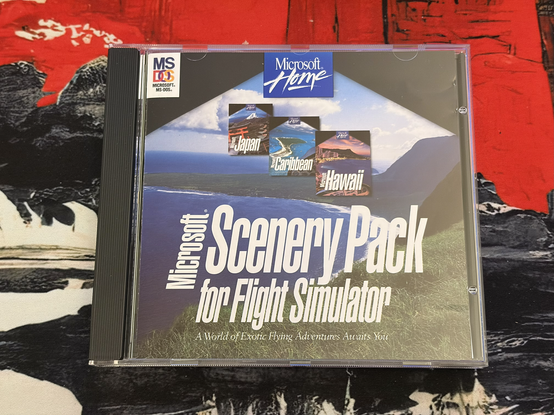 MS
DOS
MICROSOFT®
MS-DOS®
Microsoft®
Home
Japan
Caribbean
Hawaii
Microsoft®
Scenery Pack
for Flight Simulator
A World of Exotic Flying Adventures Awaits You